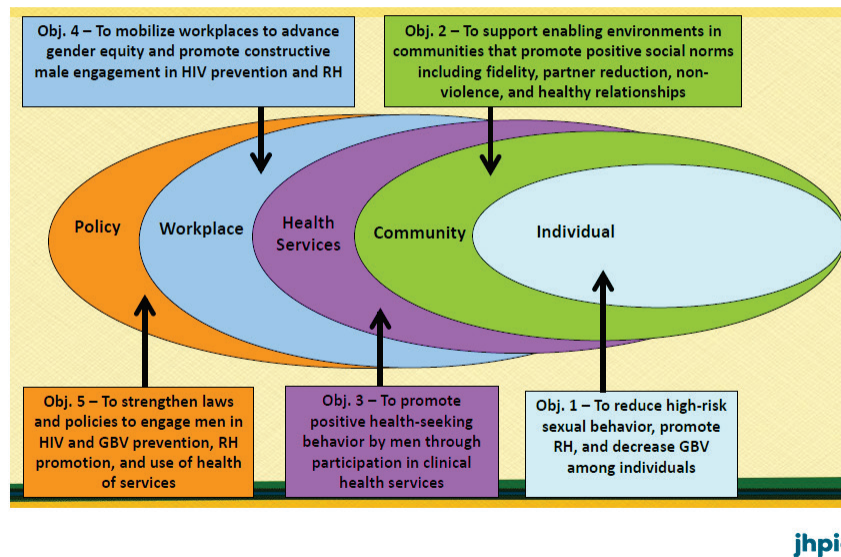 Obj. 4 – To mobilize workplaces to advance
gender equity and promote constructive
male engagement in HIV prevention and RH
Obj. 2 – To support enabling environments in
communities that promote positive social norms
including fidelity, partner reduction, non-
violence, and healthy relationships
Policy
Workplace
Health
Services
Community
Individual
Obj. 5 – To strengthen laws
and policies to engage men in
HIV and GBV prevention, RH
promotion, and use of health
of services
Obj. 3 – To promote
positive health-seeking
behavior by men through
participation in clinical
health services
Obj. 1 – To reduce high-risk
sexual behavior, promote
RH, and decrease GBV
among individuals